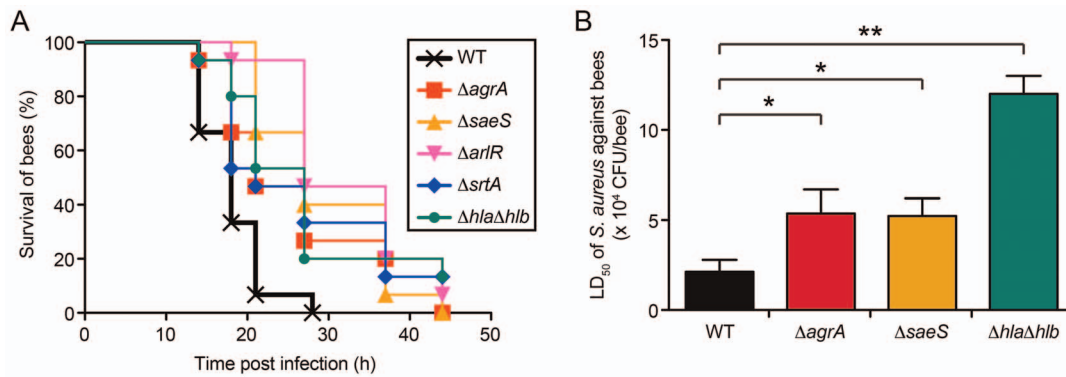 A
Survival of bees (%)
100
80
60
40
20
0
0 10 20 30 40 50
Time post infection (h)
WT
ΔagrA
ΔsaeS
ΔarlR
ΔsrtA
ΔhlaΔhlb
B
LD50 of S. aureus against bees
(x 10⁴ CFU/bee)
15
10
5
0
**
*
*
WT ΔagrA ΔsaeS ΔhlaΔhlb